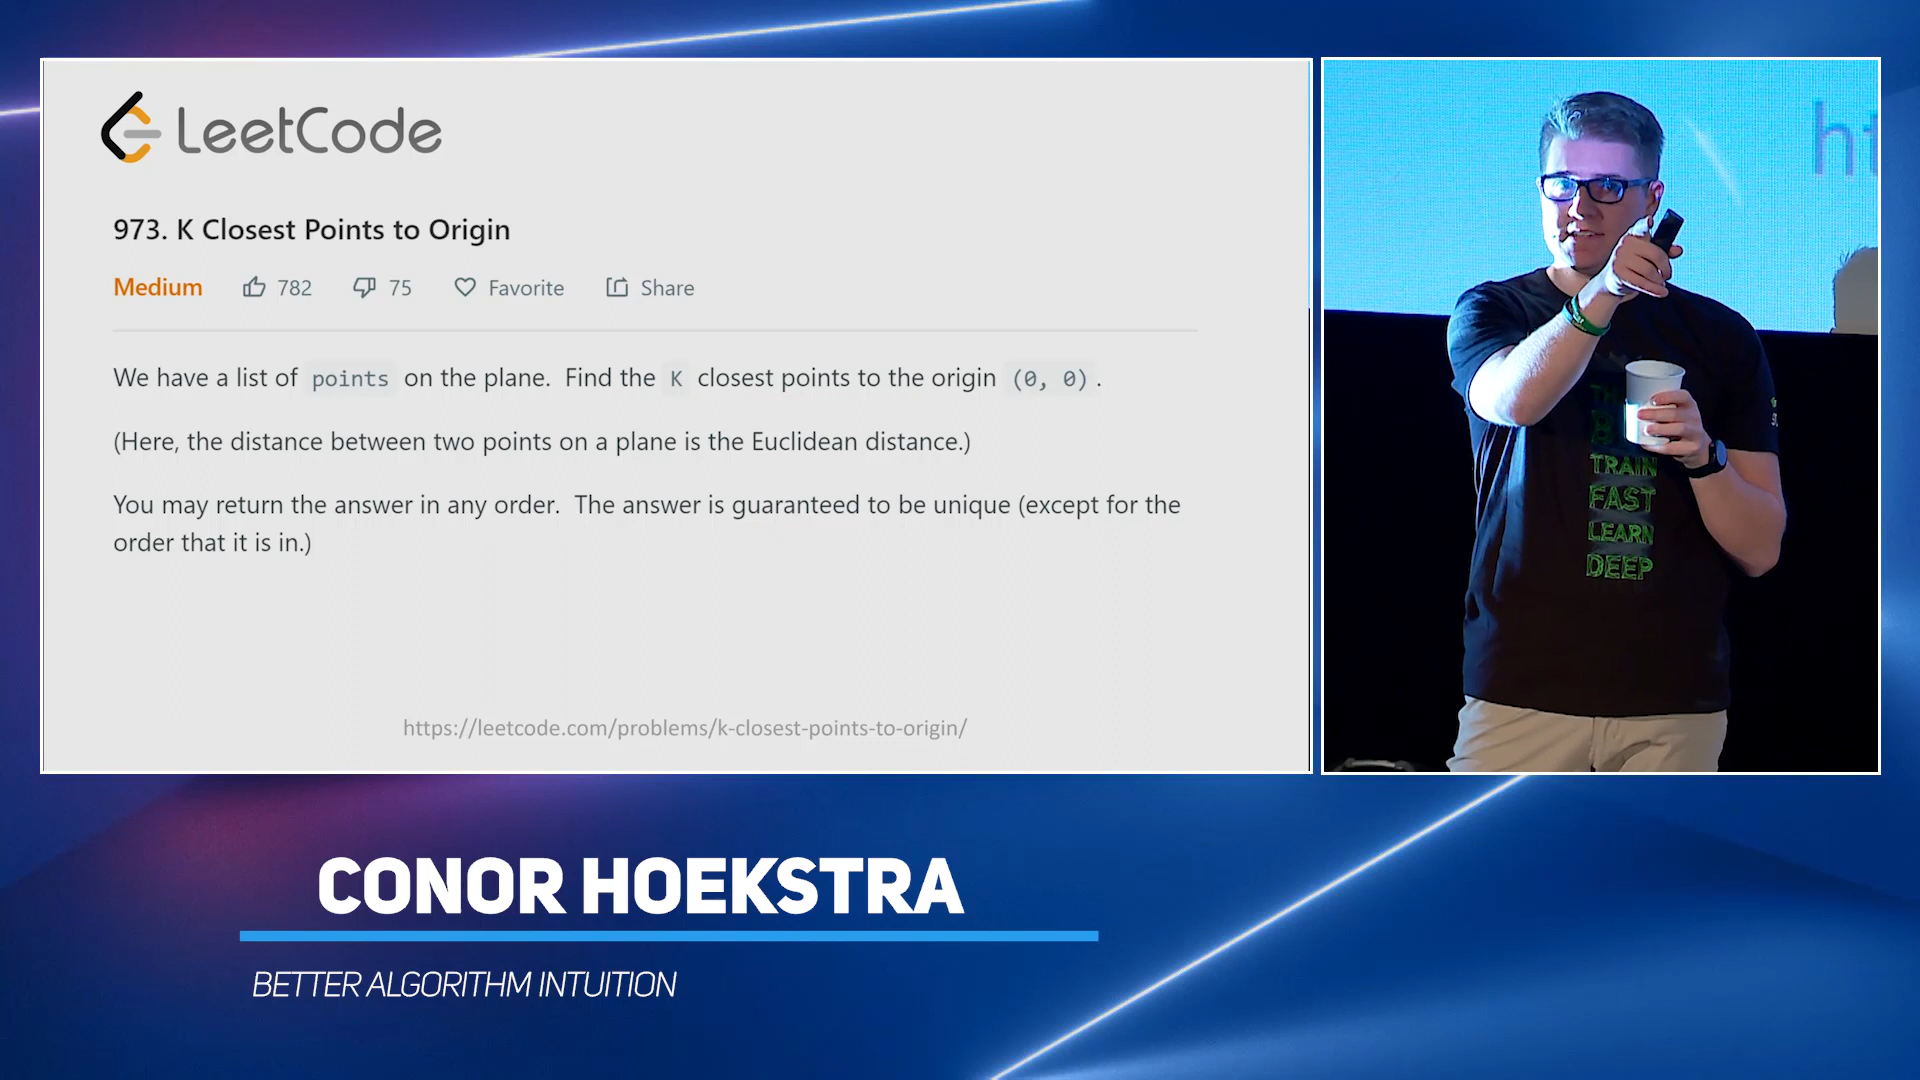 LeetCode
973. K Closest Points to Origin
Medium 782 75 Favorite Share
We have a list of points on the plane. Find the K closest points to the origin (0, 0) .
(Here, the distance between two points on a plane is the Euclidean distance.)
You may return the answer in any order. The answer is guaranteed to be unique (except for the
order that it is in.)
https://leetcode.com/problems/k-closest-points-to-origin/
ht
TRAIN
FAST
LEARN
DEEP
CONOR HOEKSTRA
BETTER ALGORITHM INTUITION